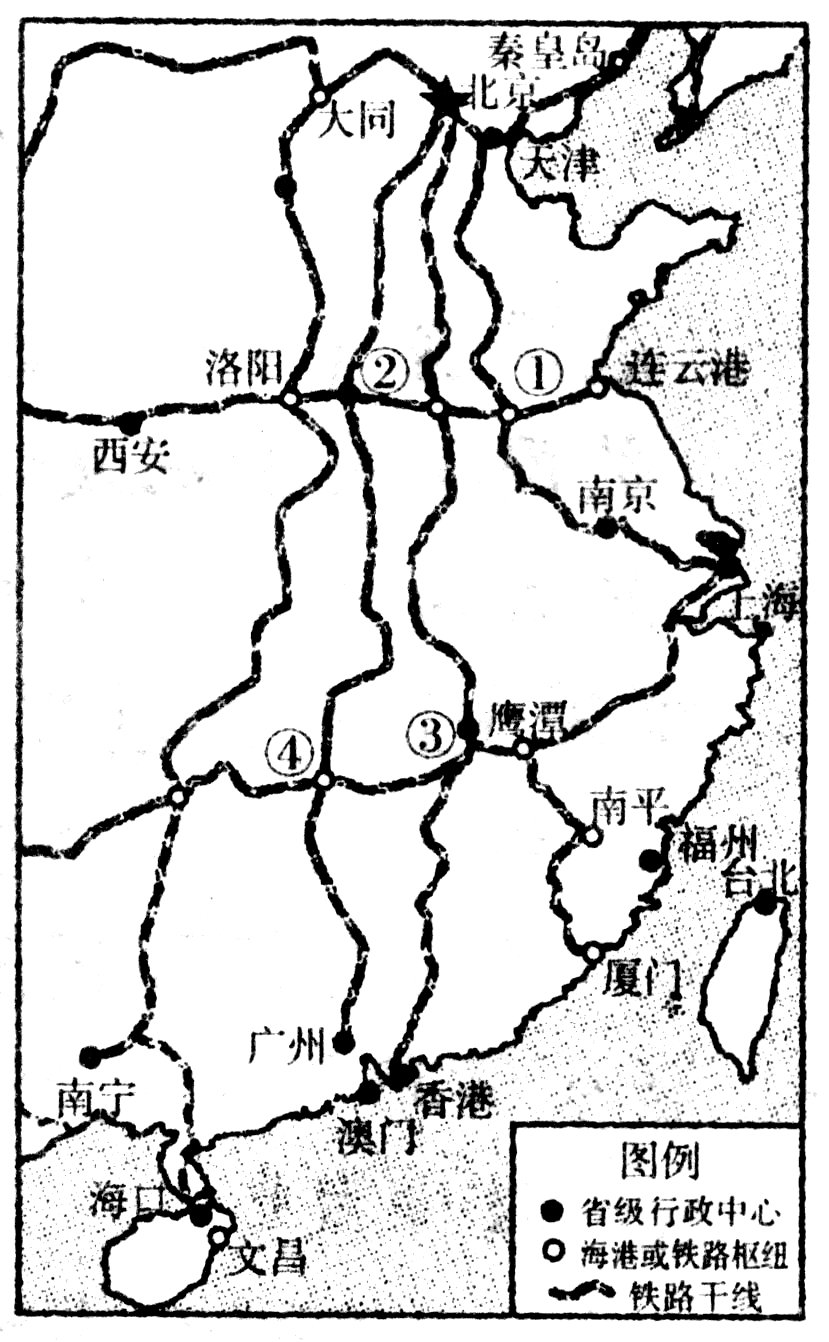 秦皇岛
北京
大同
天津
洛阳
②
①
连云港
西安
南京
上海
鹰潭
④
③
南平
福州
台北
厦门
广州
香港
南宁
澳门
海口
文昌
图例
省级行政中心
海港或铁路枢纽
铁路干线